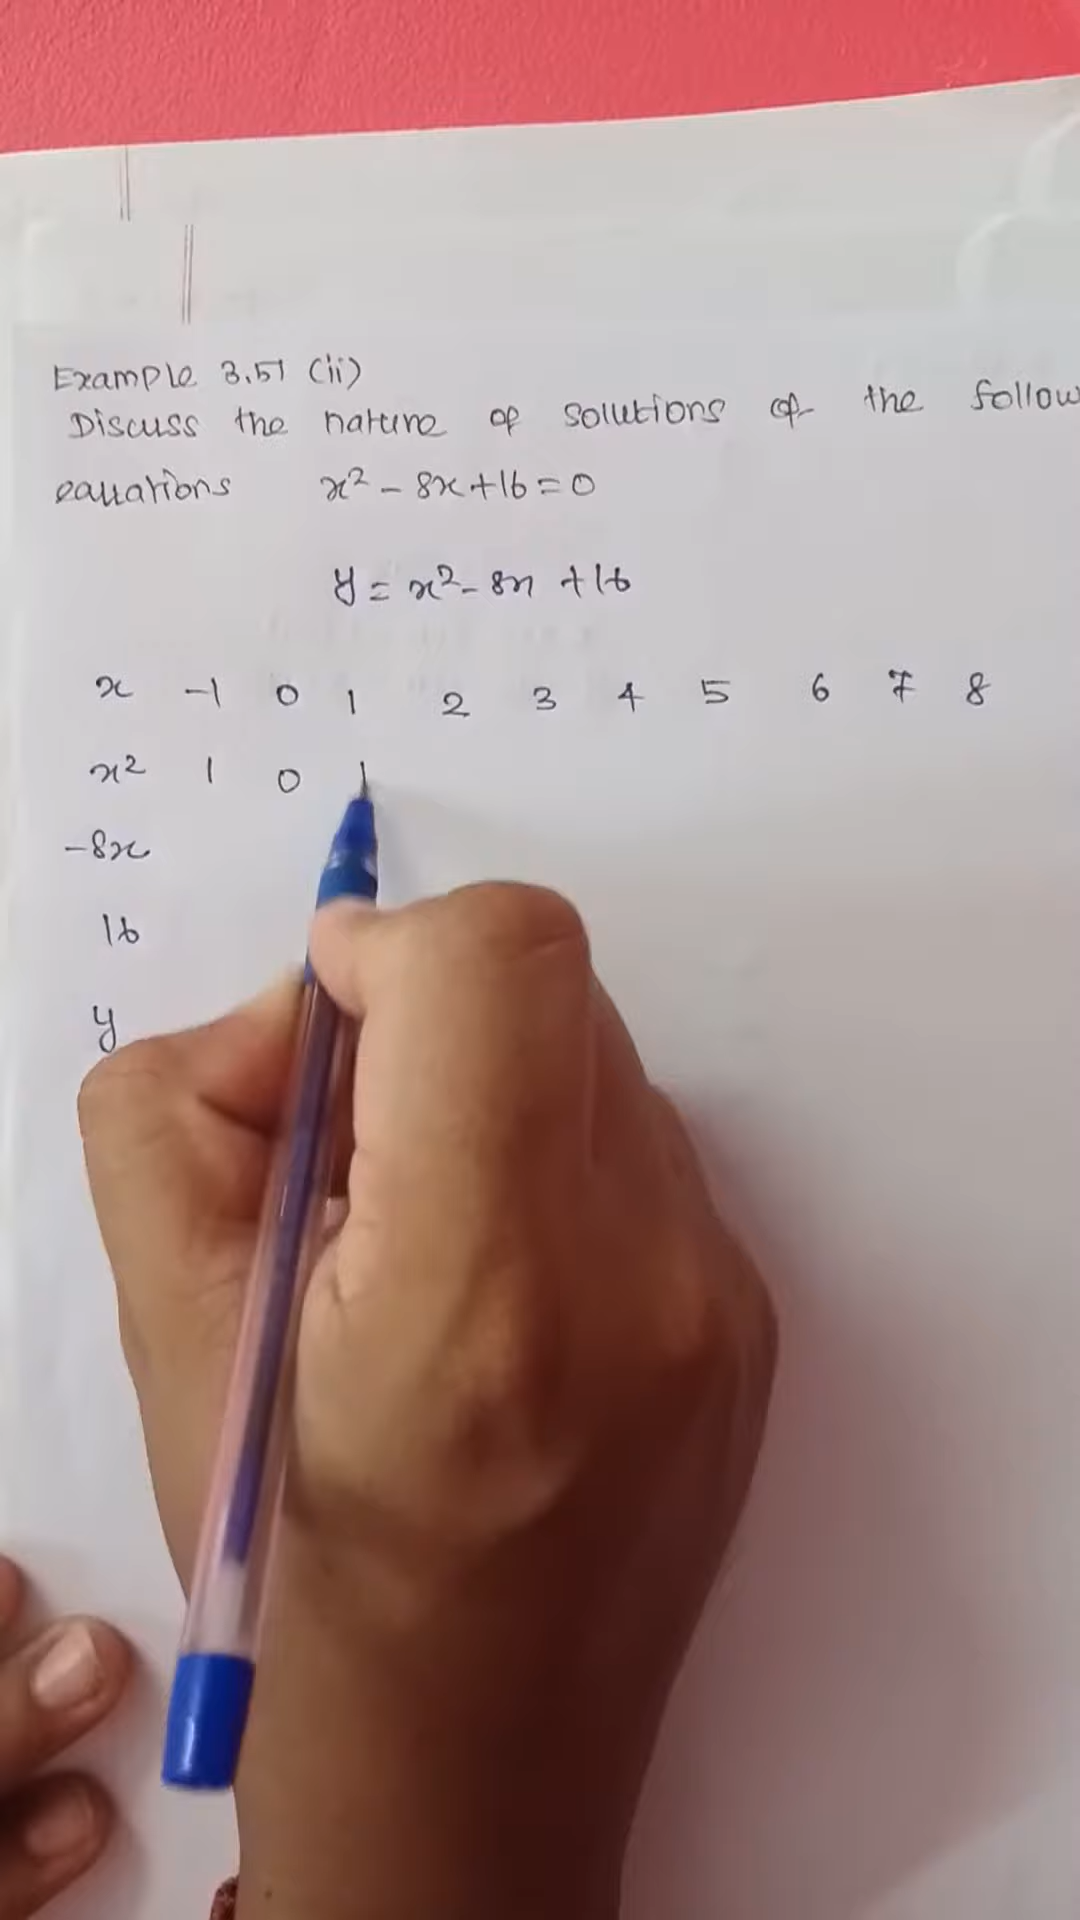 Example 3.51 (ii)
Discuss the nature of solutions of the follow
equations x² - 8x + 16 = 0
y = x² - 8x + 16
x -1 0 1 2 3 4 5 6 7 8
x² 1 0 1
-8x
16
y